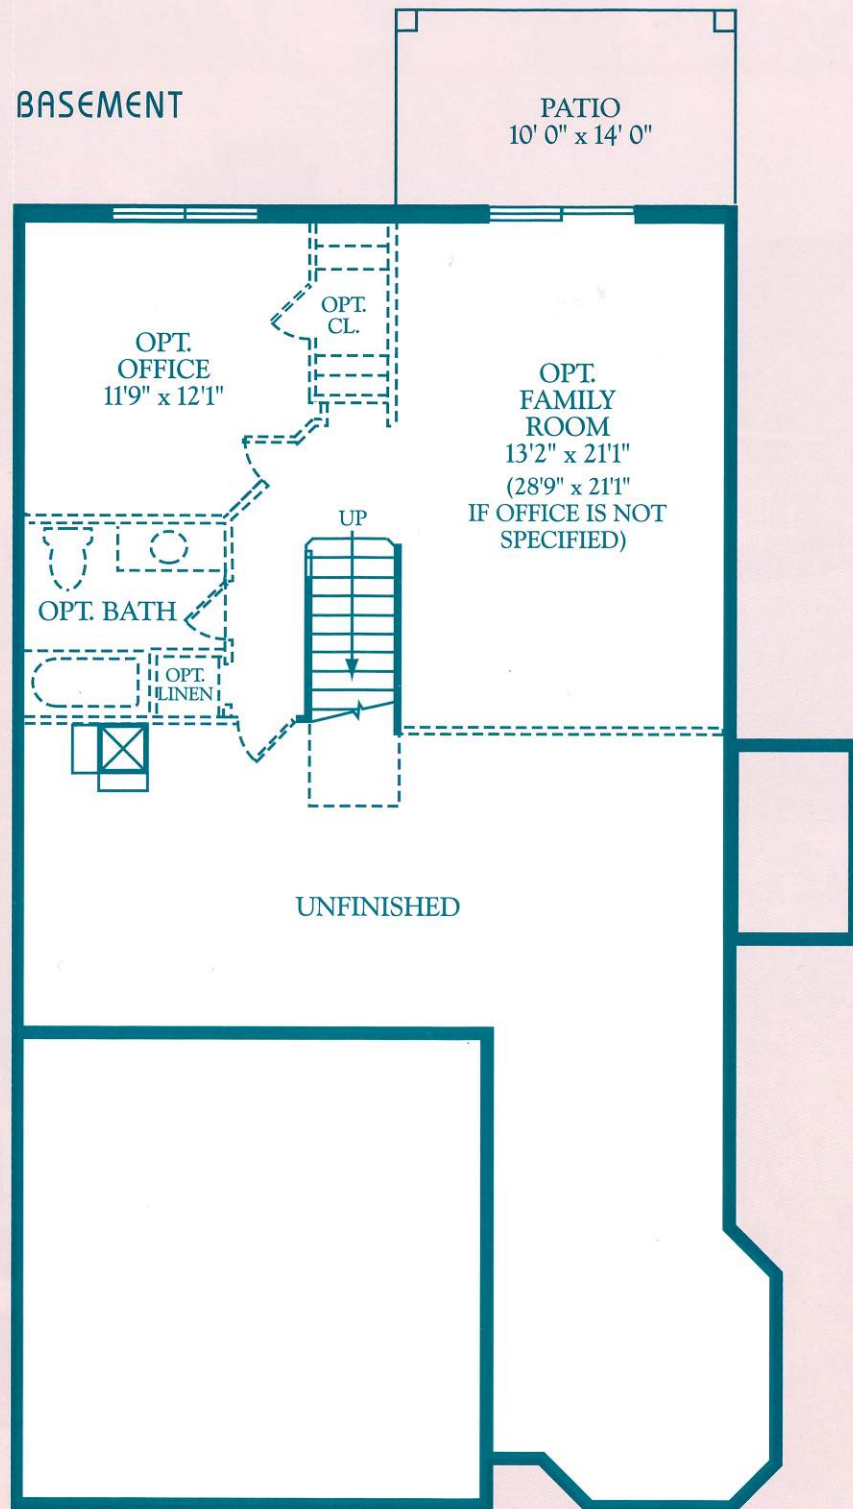 BASEMENT
PATIO
10' 0" x 14' 0"
OPT.
CL.
OPT.
OFFICE
11'9" x 12'1"
OPT.
FAMILY
ROOM
13'2" x 21'1"
(28'9" x 21'1"
IF OFFICE IS NOT
SPECIFIED)
UP
OPT. BATH
OPT.
LINEN
UNFINISHED